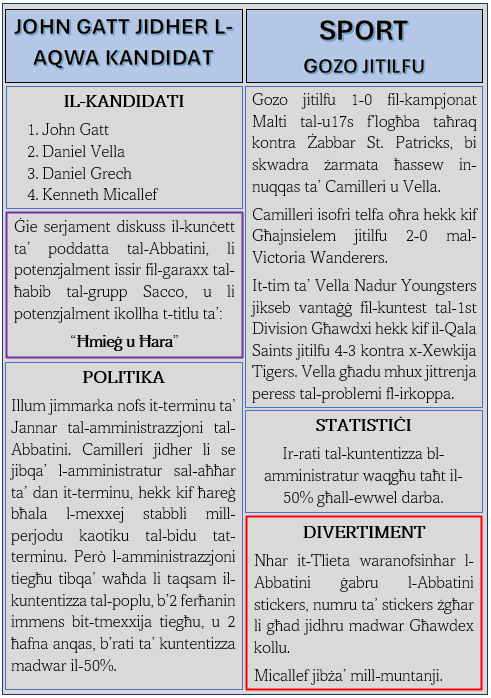 JOHN GATT JIDHER L-
AQWA KANDIDAT
IL-KANDIDATI
1. John Gatt
2. Daniel Vella
3. Daniel Grech
4. Kenneth Micallef
Ġie serjament diskuss il-kunċett
ta’ poddatta tal-Abbatini, li
potenzjalment issir fil-garaxx tal-
ħabib tal-grupp Sacco, u li
potenzjalment ikollha t-titlu ta’:
“Ħmieġ u Ħara”
POLITIKA
Illum jimmarka nofs it-terminu ta’
Jannar tal-amministrazzjoni tal-
Abbatini. Camilleri jidher li se
jibqa’ l-amministratur sal-aħħar
ta’ dan it-terminu, hekk kif ħareġ
bħala l-mexxej stabbli mill-
perjodu kaotiku tal-bidu tat-
terminu. Però l-amministrazzjoni
tiegħu tibqa’ waħda li taqsam il-
kuntentizza tal-poplu, b’2 ferħanin
immens bit-tmexxija tiegħu, u 2
ħafna anqas, b’rati ta’ kuntentizza
madwar il-50%.
SPORT
GOZO JITILFU
Gozo jitilfu 1-0 fil-kampjonat
Malti tal-u17s f’logħba taħraq
kontra Żabbar St. Patricks, bi
skwadra żarmata ħassew in-
nuqqas ta’ Camilleri u Vella.
Camilleri isofri telfa oħra hekk kif
Għajnsielem jitilfu 2-0 mal-
Victoria Wanderers.
It-tim ta’ Vella Nadur Youngsters
jikseb vantaġġ fil-kuntest tal-1st
Division Għawdxi hekk kif il-Qala
Saints jitilfu 4-3 kontra x-Xewkija
Tigers. Vella għadu mhux jittrenja
peress tal-problemi fl-irkoppa.
STATISTIĊI
Ir-rati tal-kuntentizza bl-
amministratur waqgħu taħt il-
50% għall-ewwel darba.
DIVERTIMENT
Nhar it-Tlieta waranofsinhar l-
Abbatini ġabru l-Abbatini
stickers, numru ta’ stickers żgħar
li għad jidhru madwar Għawdex
kollu.
Micallef jibża’ mill-muntanji.